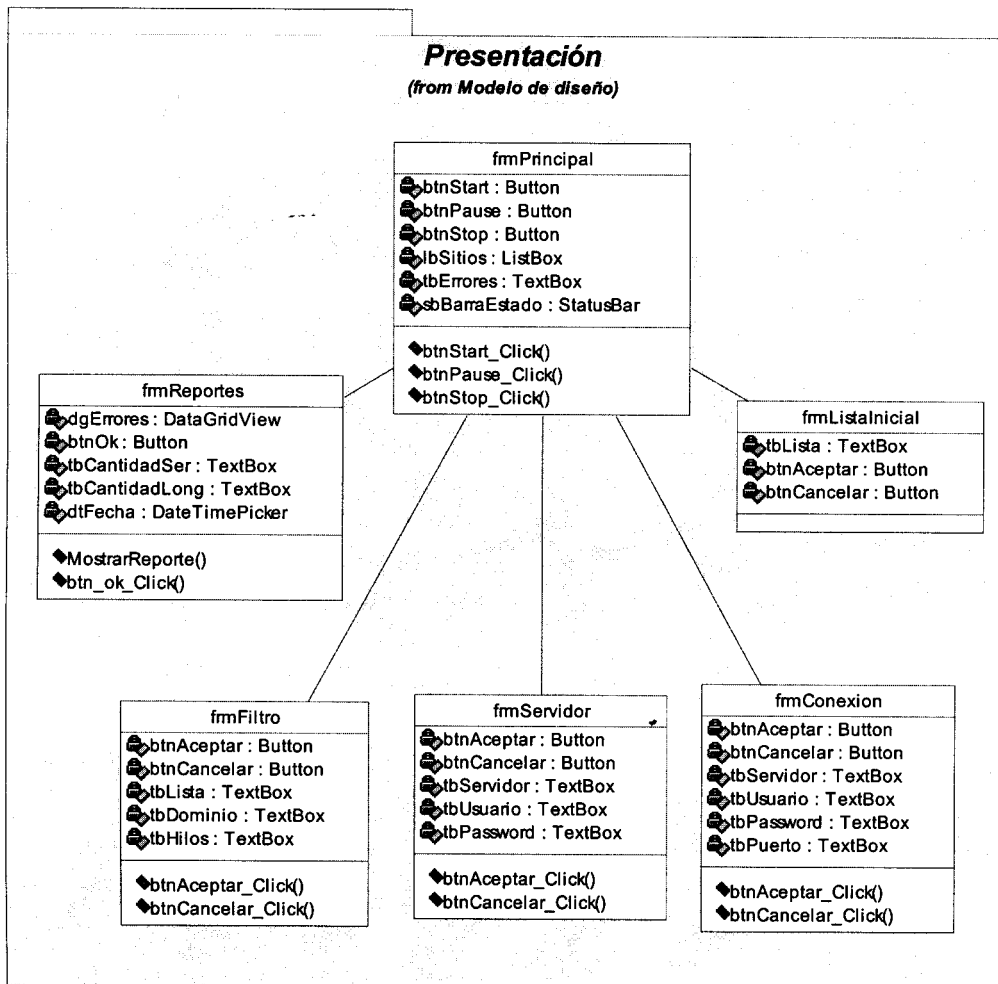 Presentación
(from Modelo de diseño)
frmPrincipal
btnStart : Button
btnPause : Button
btnStop : Button
lbSitios : ListBox
tbErrores : TextBox
sbBarraEstado : StatusBar
btnStart_Click()
btnPause_Click()
btnStop_Click()
frmReportes
dgErrores : DataGridView
btnOk : Button
tbCantidadSer : TextBox
tbCantidadLong : TextBox
dtFecha : DateTimePicker
MostrarReporte()
btn_ok_Click()
frmListaInicial
tbLista : TextBox
btnAceptar : Button
btnCancelar : Button
frmFiltro
btnAceptar : Button
btnCancelar : Button
tbLista : TextBox
tbDominio : TextBox
tbHilos : TextBox
btnAceptar_Click()
btnCancelar_Click()
frmServidor
btnAceptar : Button
btnCancelar : Button
tbServidor : TextBox
tbUsuario : TextBox
tbPassword : TextBox
btnAceptar_Click()
btnCancelar_Click()
frmConexion
btnAceptar : Button
btnCancelar : Button
tbServidor : TextBox
tbUsuario : TextBox
tbPassword : TextBox
tbPuerto : TextBox
btnAceptar_Click()
btnCancelar_Click()